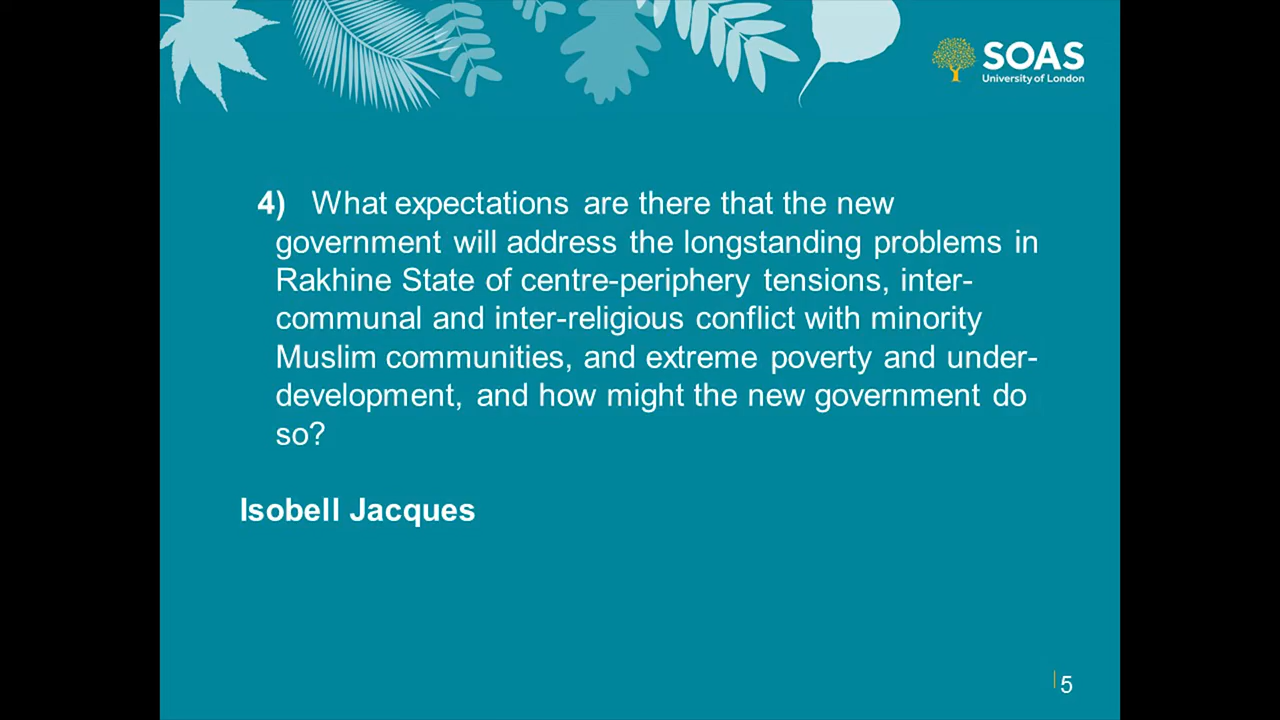 SOAS
University of London
4) What expectations are there that the new
government will address the longstanding problems in
Rakhine State of centre-periphery tensions, inter-
communal and inter-religious conflict with minority
Muslim communities, and extreme poverty and under-
development, and how might the new government do
so?
Isobell Jacques
5